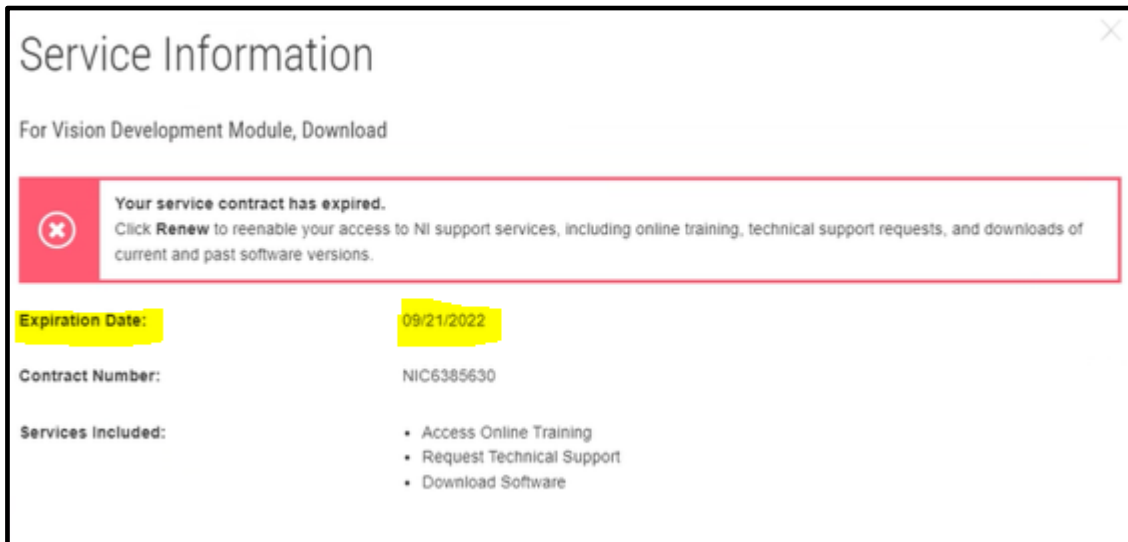 Service Information
For Vision Development Module, Download
Your service contract has expired.
Click Renew to reenable your access to NI support services, including online training, technical support requests, and downloads of
current and past software versions.
Expiration Date: 09/21/2022
Contract Number: NIC6385630
Services Included: • Access Online Training
• Request Technical Support
• Download Software